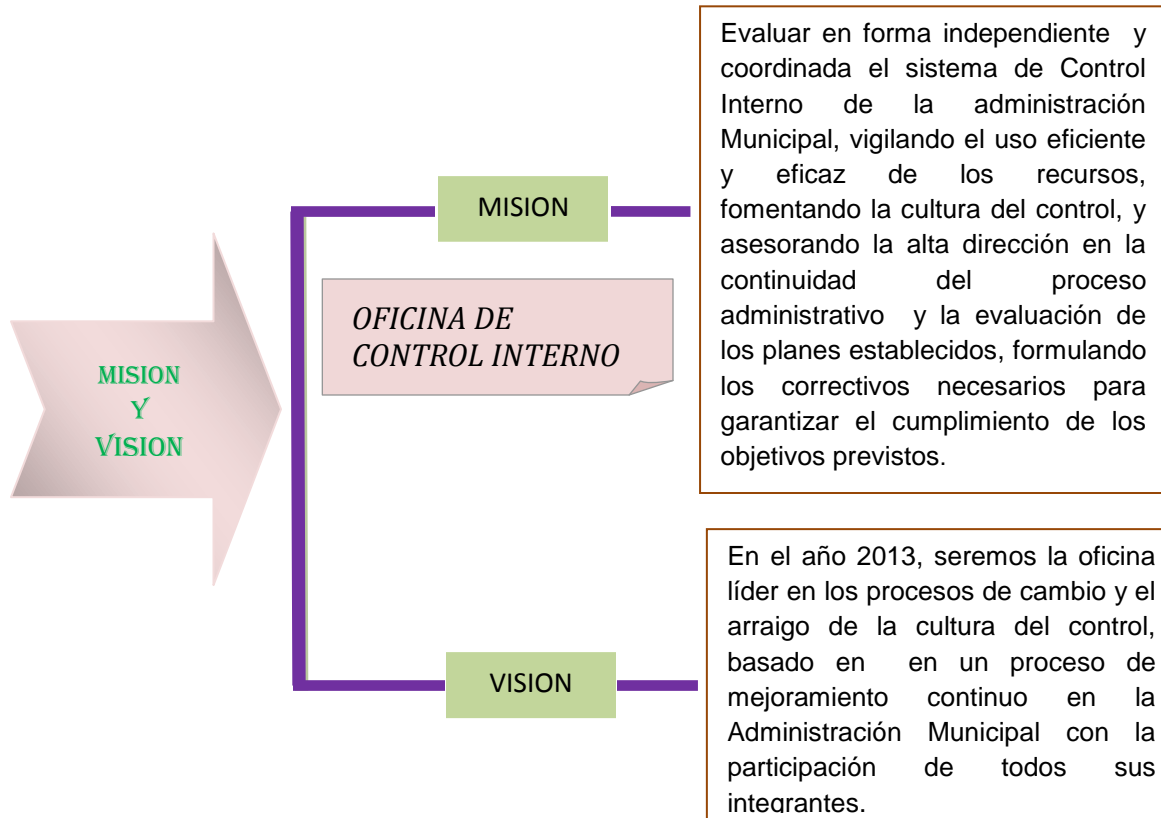 MISION
Y
VISION
MISION
OFICINA DE
CONTROL INTERNO
VISION
Evaluar en forma independiente y
coordinada el sistema de Control
Interno de la administración
Municipal, vigilando el uso eficiente
y eficaz de los recursos,
fomentando la cultura del control, y
asesorando la alta dirección en la
continuidad del proceso
administrativo y la evaluación de
los planes establecidos, formulando
los correctivos necesarios para
garantizar el cumplimiento de los
objetivos previstos.
En el año 2013, seremos la oficina
líder en los procesos de cambio y el
arraigo de la cultura del control,
basado en en un proceso de
mejoramiento continuo en la
Administración Municipal con la
participación de todos sus
integrantes.